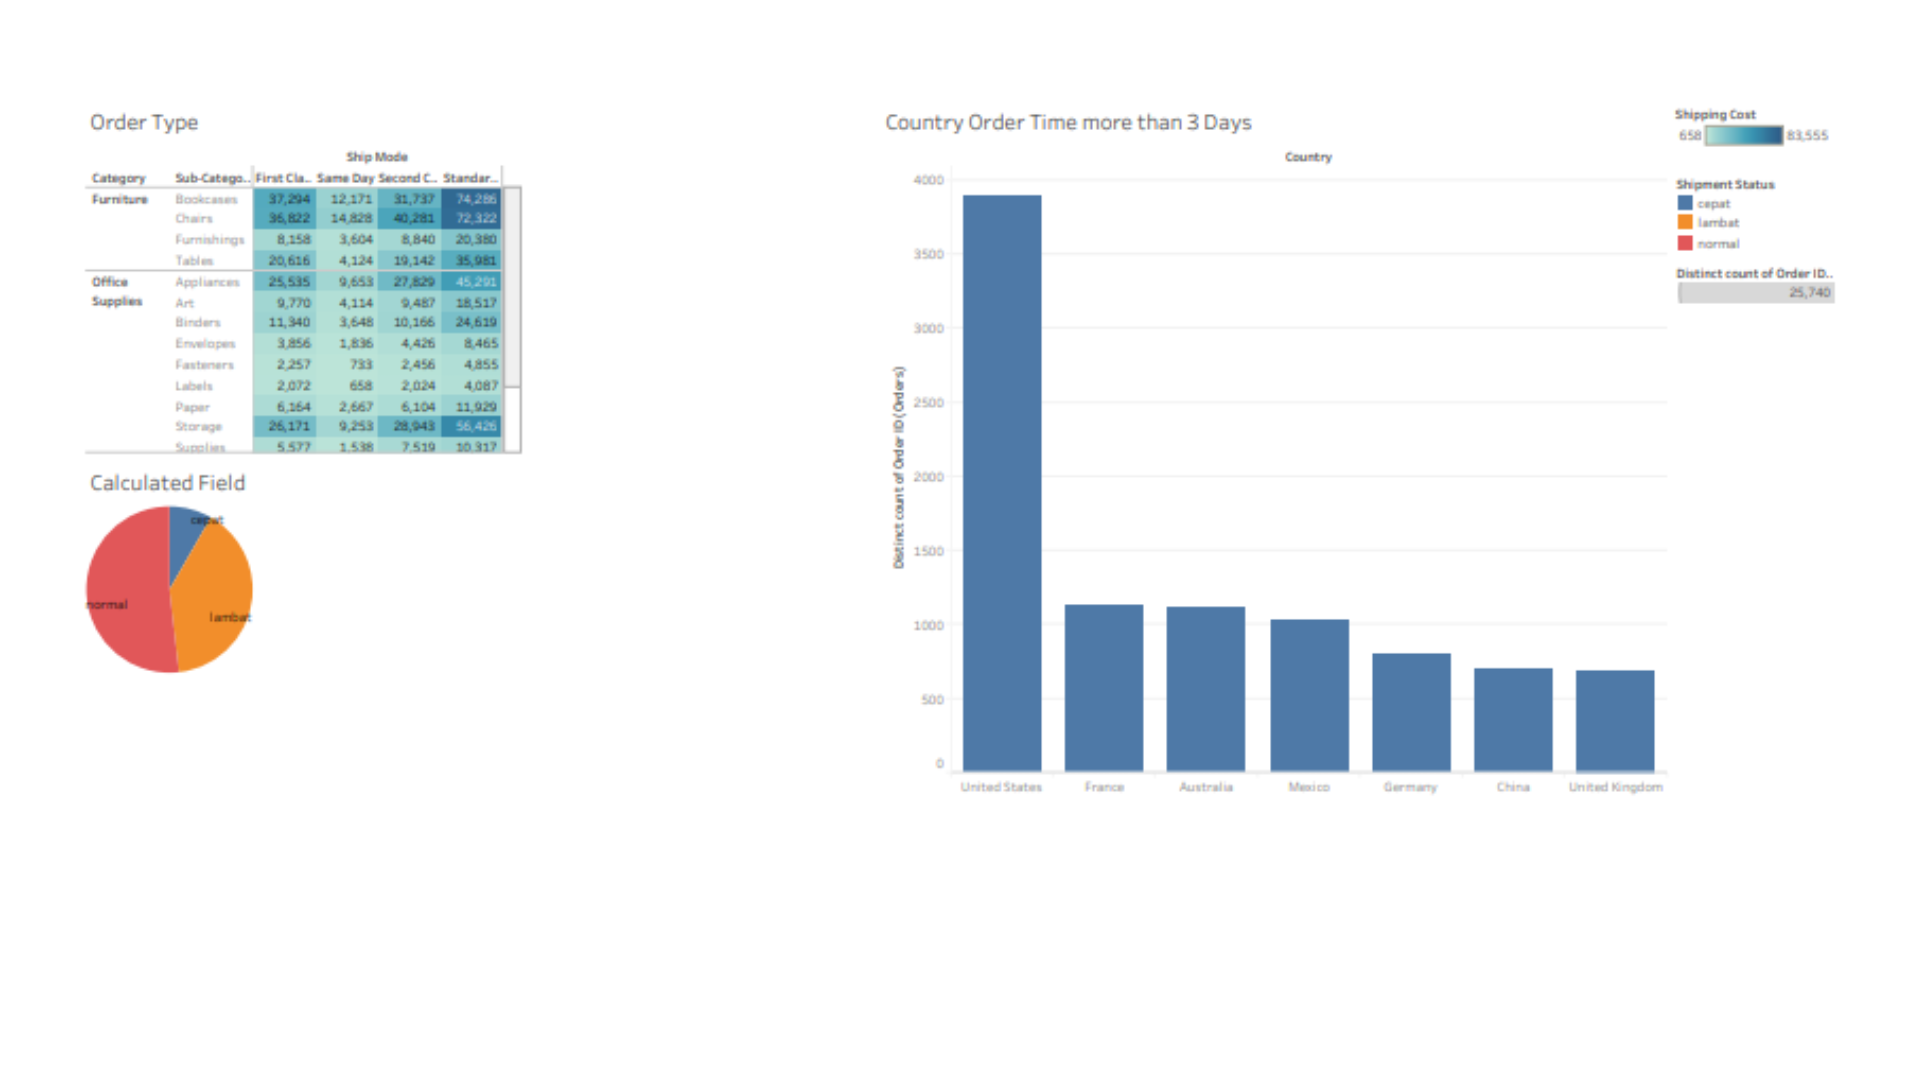 Order Type
Ship Mode
Category Sub-Catego.. First Cla.. Same Day Second C.. Standar..
Furniture Bookcases 37,294 12,171 31,737 74,286
Chairs 36,822 14,828 40,281 72,322
Furnishings 8,158 3,604 8,840 20,380
Tables 20,616 4,124 19,142 35,981
Office Supplies Appliances 25,535 9,653 27,829 45,291
Art 9,770 4,114 9,487 18,517
Binders 11,340 3,648 10,166 24,619
Envelopes 3,856 1,836 4,426 8,465
Fasteners 2,257 733 2,456 4,855
Labels 2,072 658 2,024 4,087
Paper 6,164 2,667 6,104 11,929
Storage 26,171 9,253 28,943 56,426
Supplies 5,577 1,538 7,519 10,317
Calculated Field
cepat
normal
lambat
Country Order Time more than 3 Days
Country
Distinct count of Order ID (Orders)
4000
3500
3000
2500
2000
1500
1000
500
0
United States France Australia Mexico Germany China United Kingdom
Shipping Cost
658 83,555
Shipment Status
cepat
lambat
normal
Distinct count of Order ID..
25,740